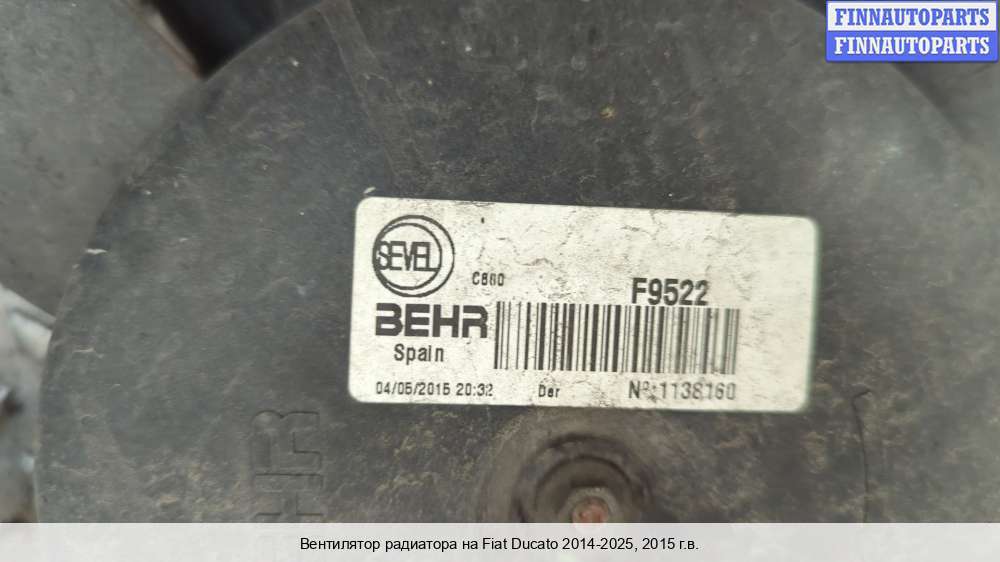 FINNAUTOPARTS
FINNAUTOPARTS
SEVEL
C860
F9522
BEHR
Spain
04/05/2015 20:32 Der Nº:1138160
Вентилятор радиатора на Fiat Ducato 2014-2025, 2015 г.в.